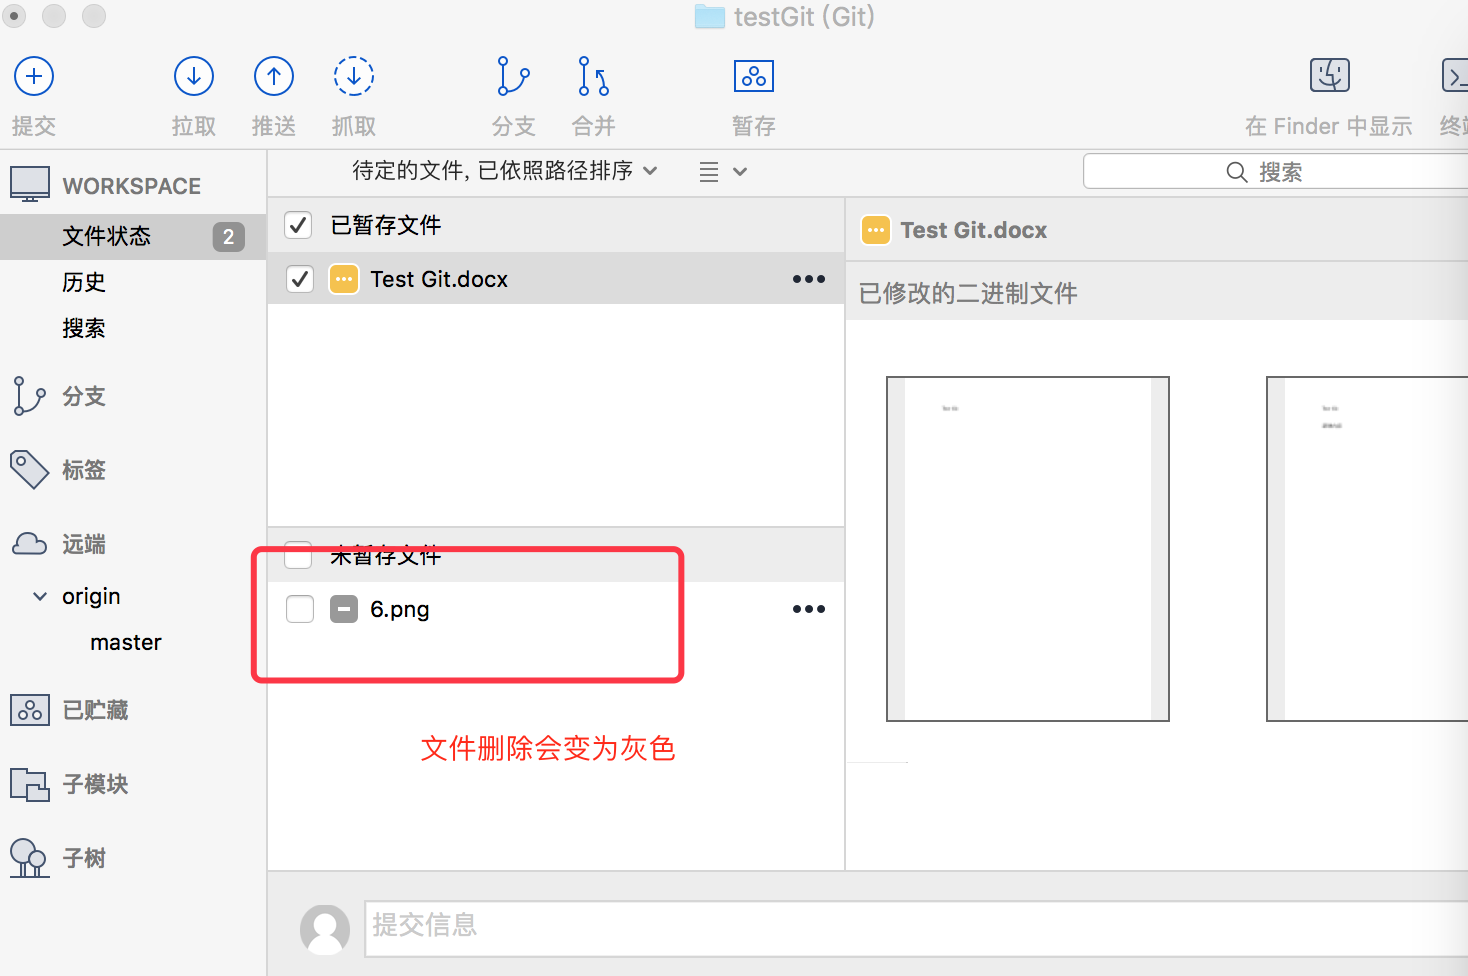 testGit (Git)
提交
拉取
推送
抓取
分支
合并
暂存
在 Finder 中显示
WORKSPACE
文件状态
2
历史
搜索
分支
标签
远端
origin
master
已贮藏
子模块
子树
待定的文件, 已依照路径排序
搜索
已暂存文件
Test Git.docx
未暂存文件
6.png
文件删除会变为灰色
Test Git.docx
已修改的二进制文件
提交信息